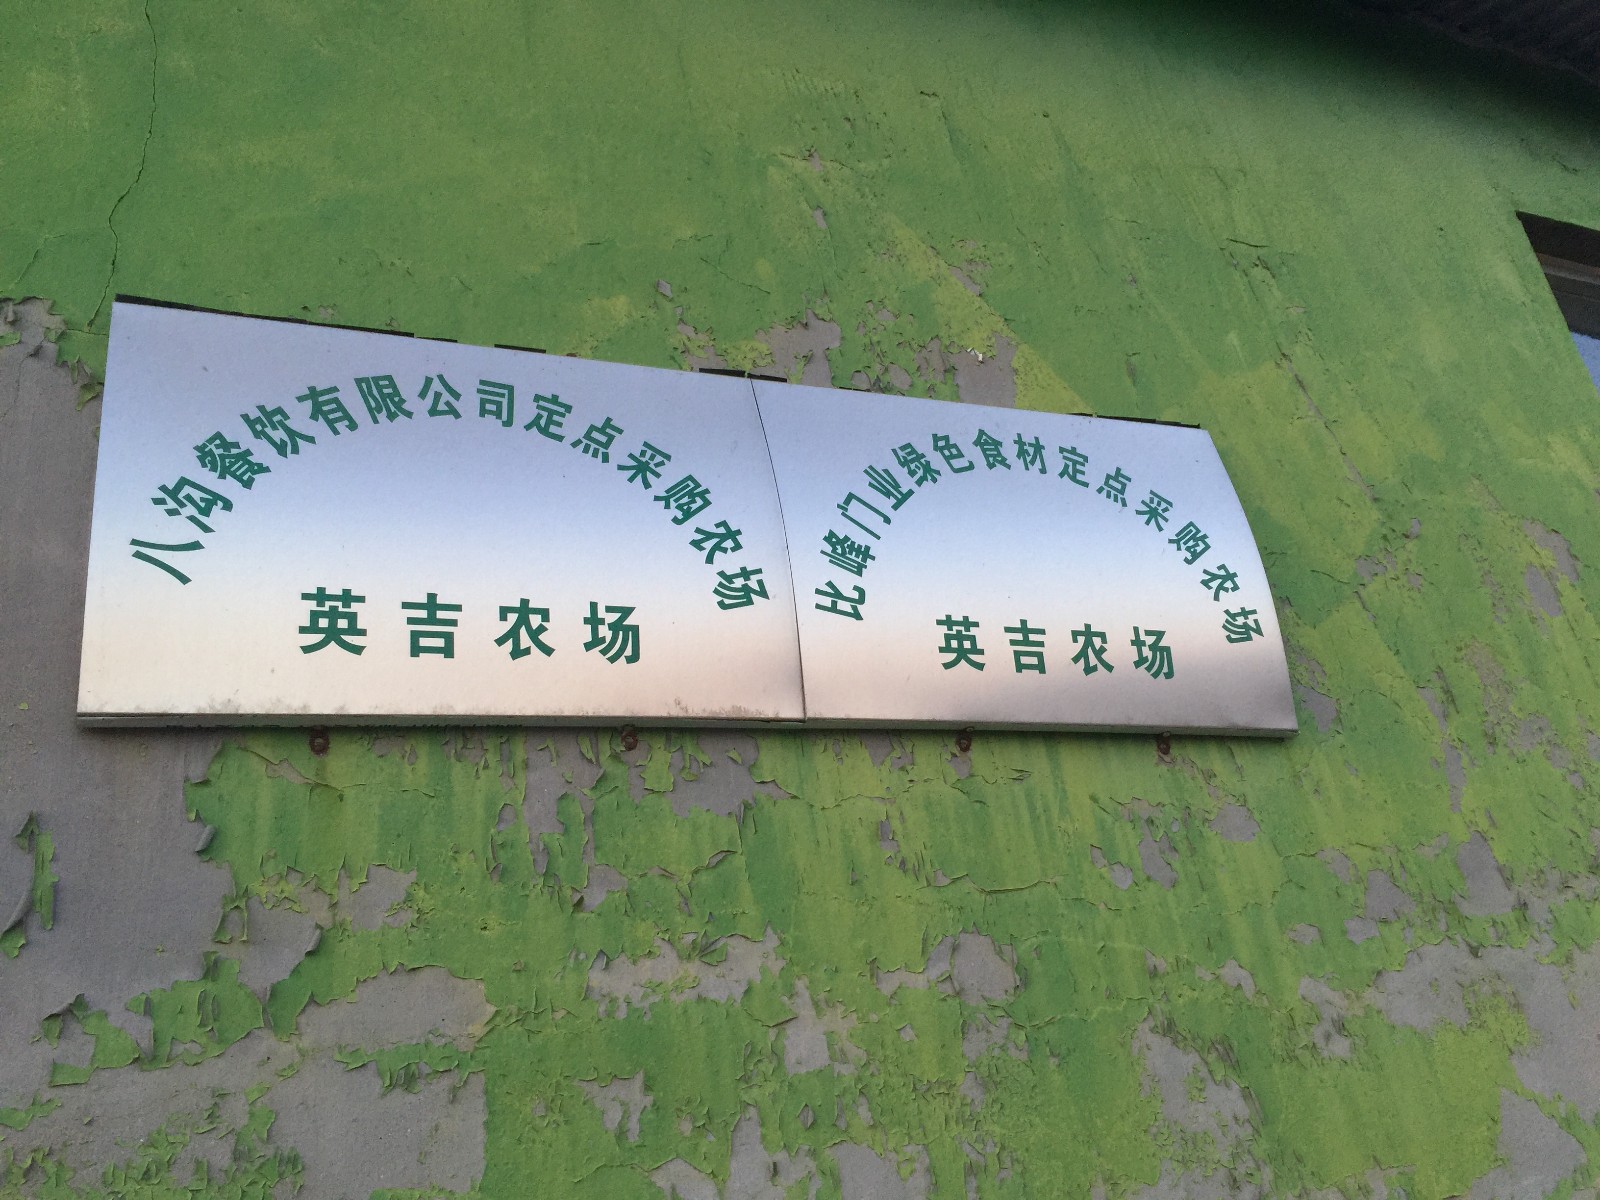 八沟餐饮有限公司定点采购农场
英吉农场
比峰门业绿色食材定点采购农场
英吉农场